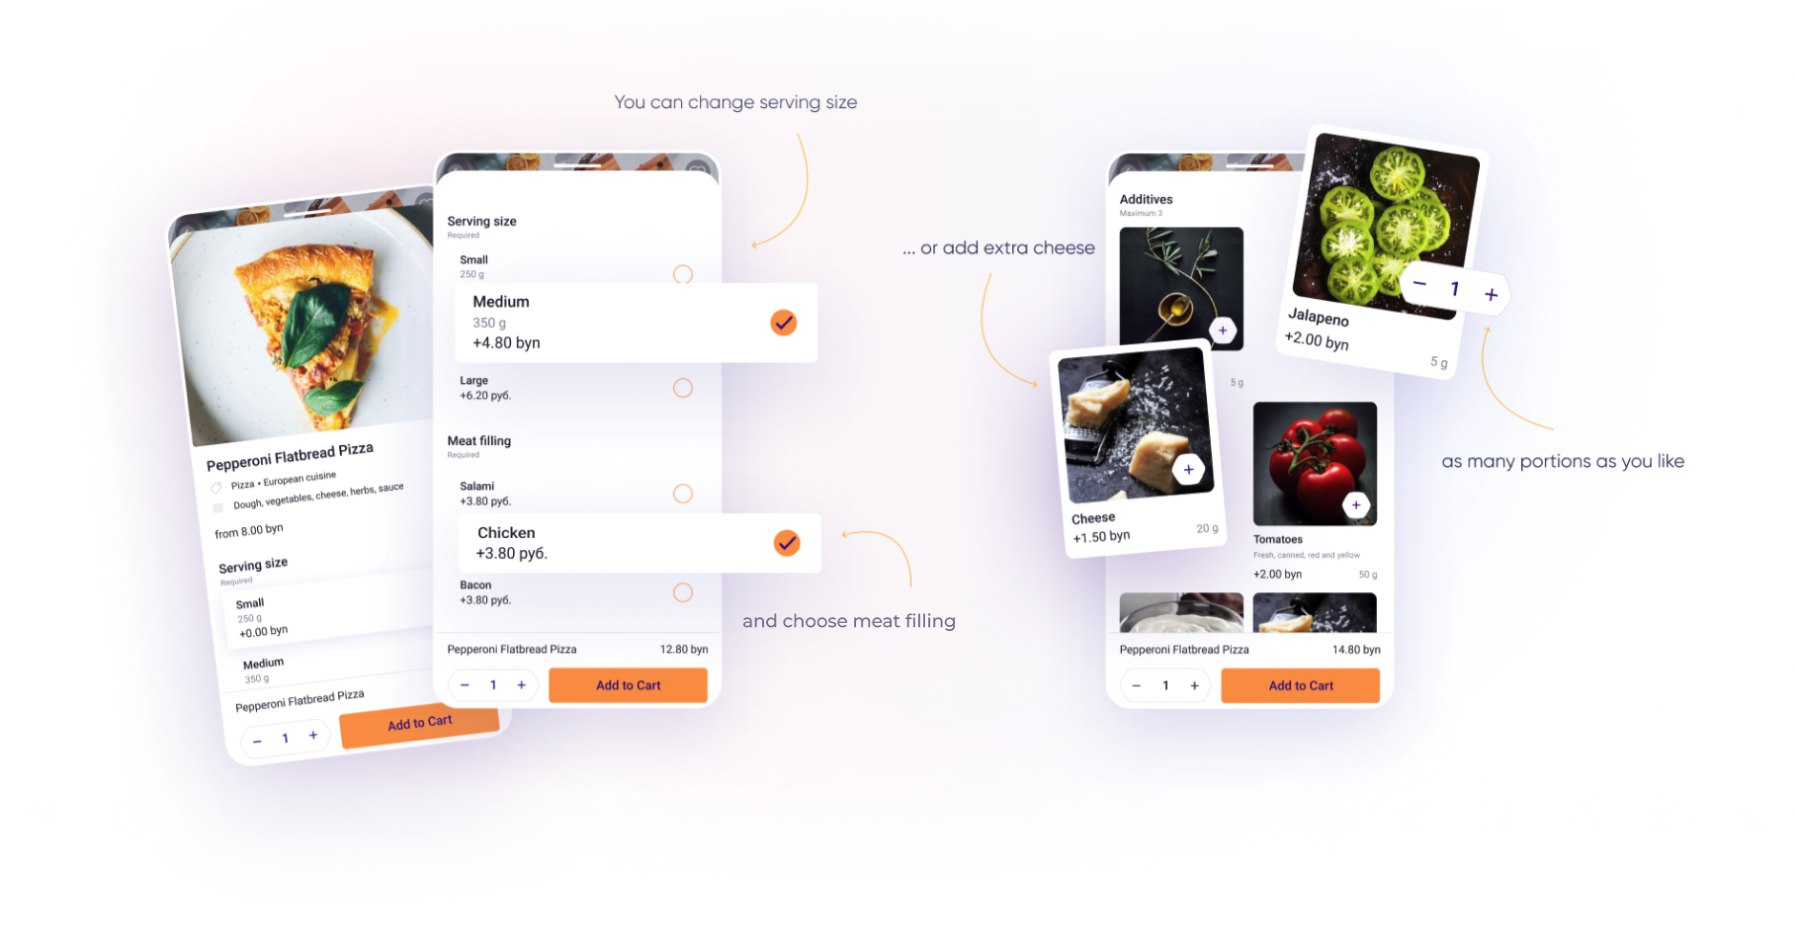 You can change serving size
Pepperoni Flatbread Pizza
Pizza • European cuisine
Dough, vegetables, cheese, herbs, sauce
from 8.00 byn
Serving size
Required
Small
250 g
+0.00 byn
Medium
350 g
Pepperoni Flatbread Pizza
− 1 +
Add to Cart
Serving size
Required
Small
250 g
Medium
350 g
+4.80 byn
Large
+6.20 руб.
Meat filling
Required
Salami
+3.80 руб.
Chicken
+3.80 руб.
Bacon
+3.80 руб.
and choose meat filling
Pepperoni Flatbread Pizza 12.80 byn
− 1 +
Add to Cart
... or add extra cheese
Additives
Maximum 3
+
5 g
Jalapeno
+2.00 byn
5 g
− 1 +
as many portions as you like
+
Cheese
+1.50 byn
20 g
+
Tomatoes
Fresh, canned, red and yellow
+2.00 byn 50 g
Pepperoni Flatbread Pizza 14.80 byn
− 1 +
Add to Cart